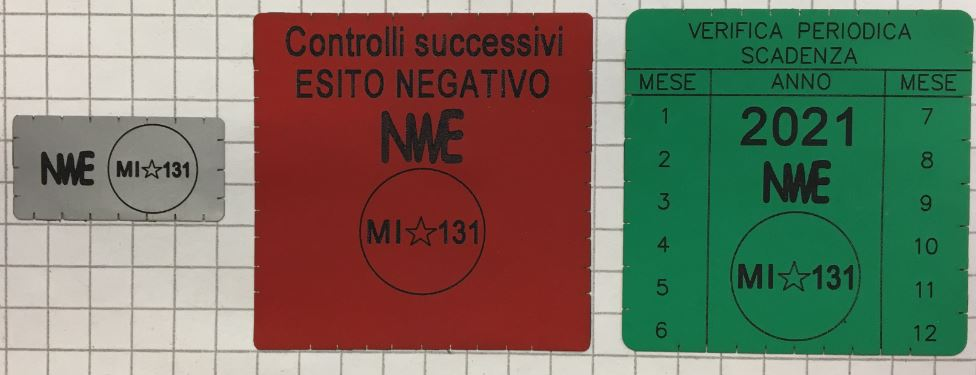 NWE MI☆131
Controlli successivi
ESITO NEGATIVO
NWE
MI☆131
VERIFICA PERIODICA
SCADENZA
MESE ANNO MESE
1 2021 7
2 NWE 8
3 9
4 MI☆131 10
5 11
6 12